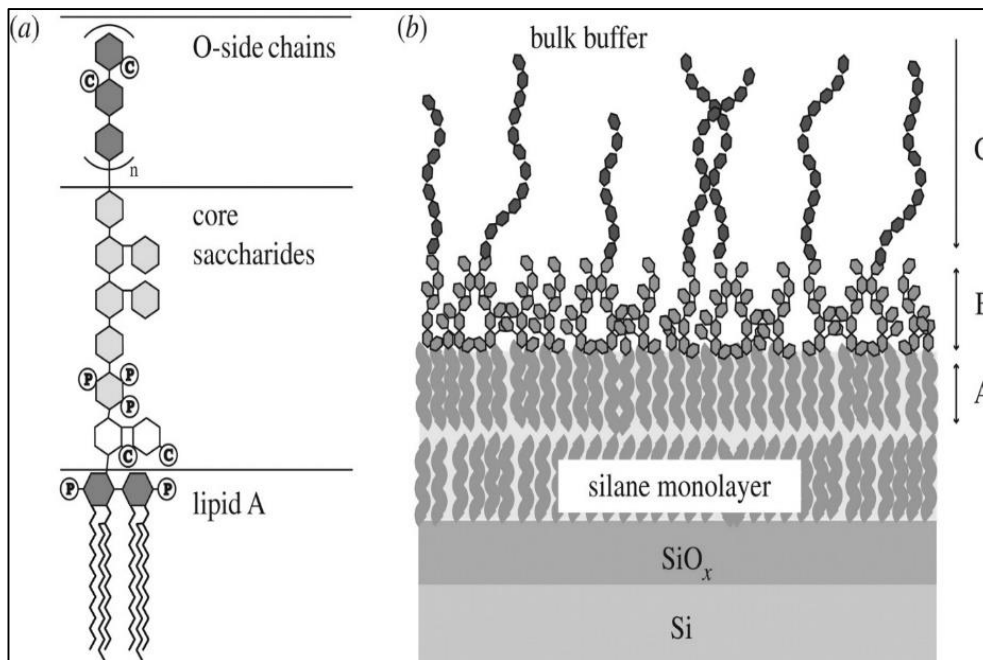 (a)
O-side chains
C
C
n
core
saccharides
P
P
P
C
C
P
P
lipid A
(b)
bulk buffer
C
B
A
silane monolayer
SiOₓ
Si